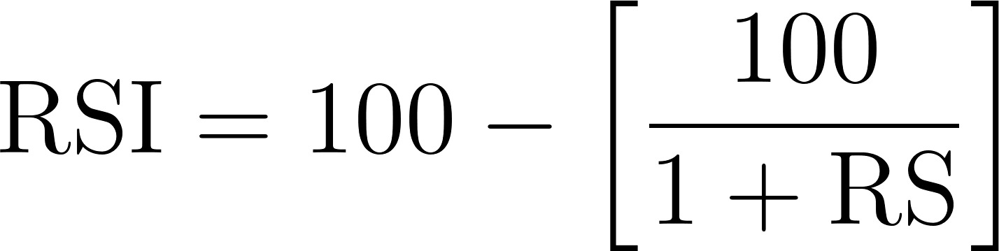 RSI = 100 − [ 100 / 1 + RS ]